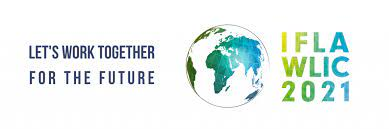 LET'S WORK TOGETHER
FOR THE FUTURE
IFLA
WLIC
2021